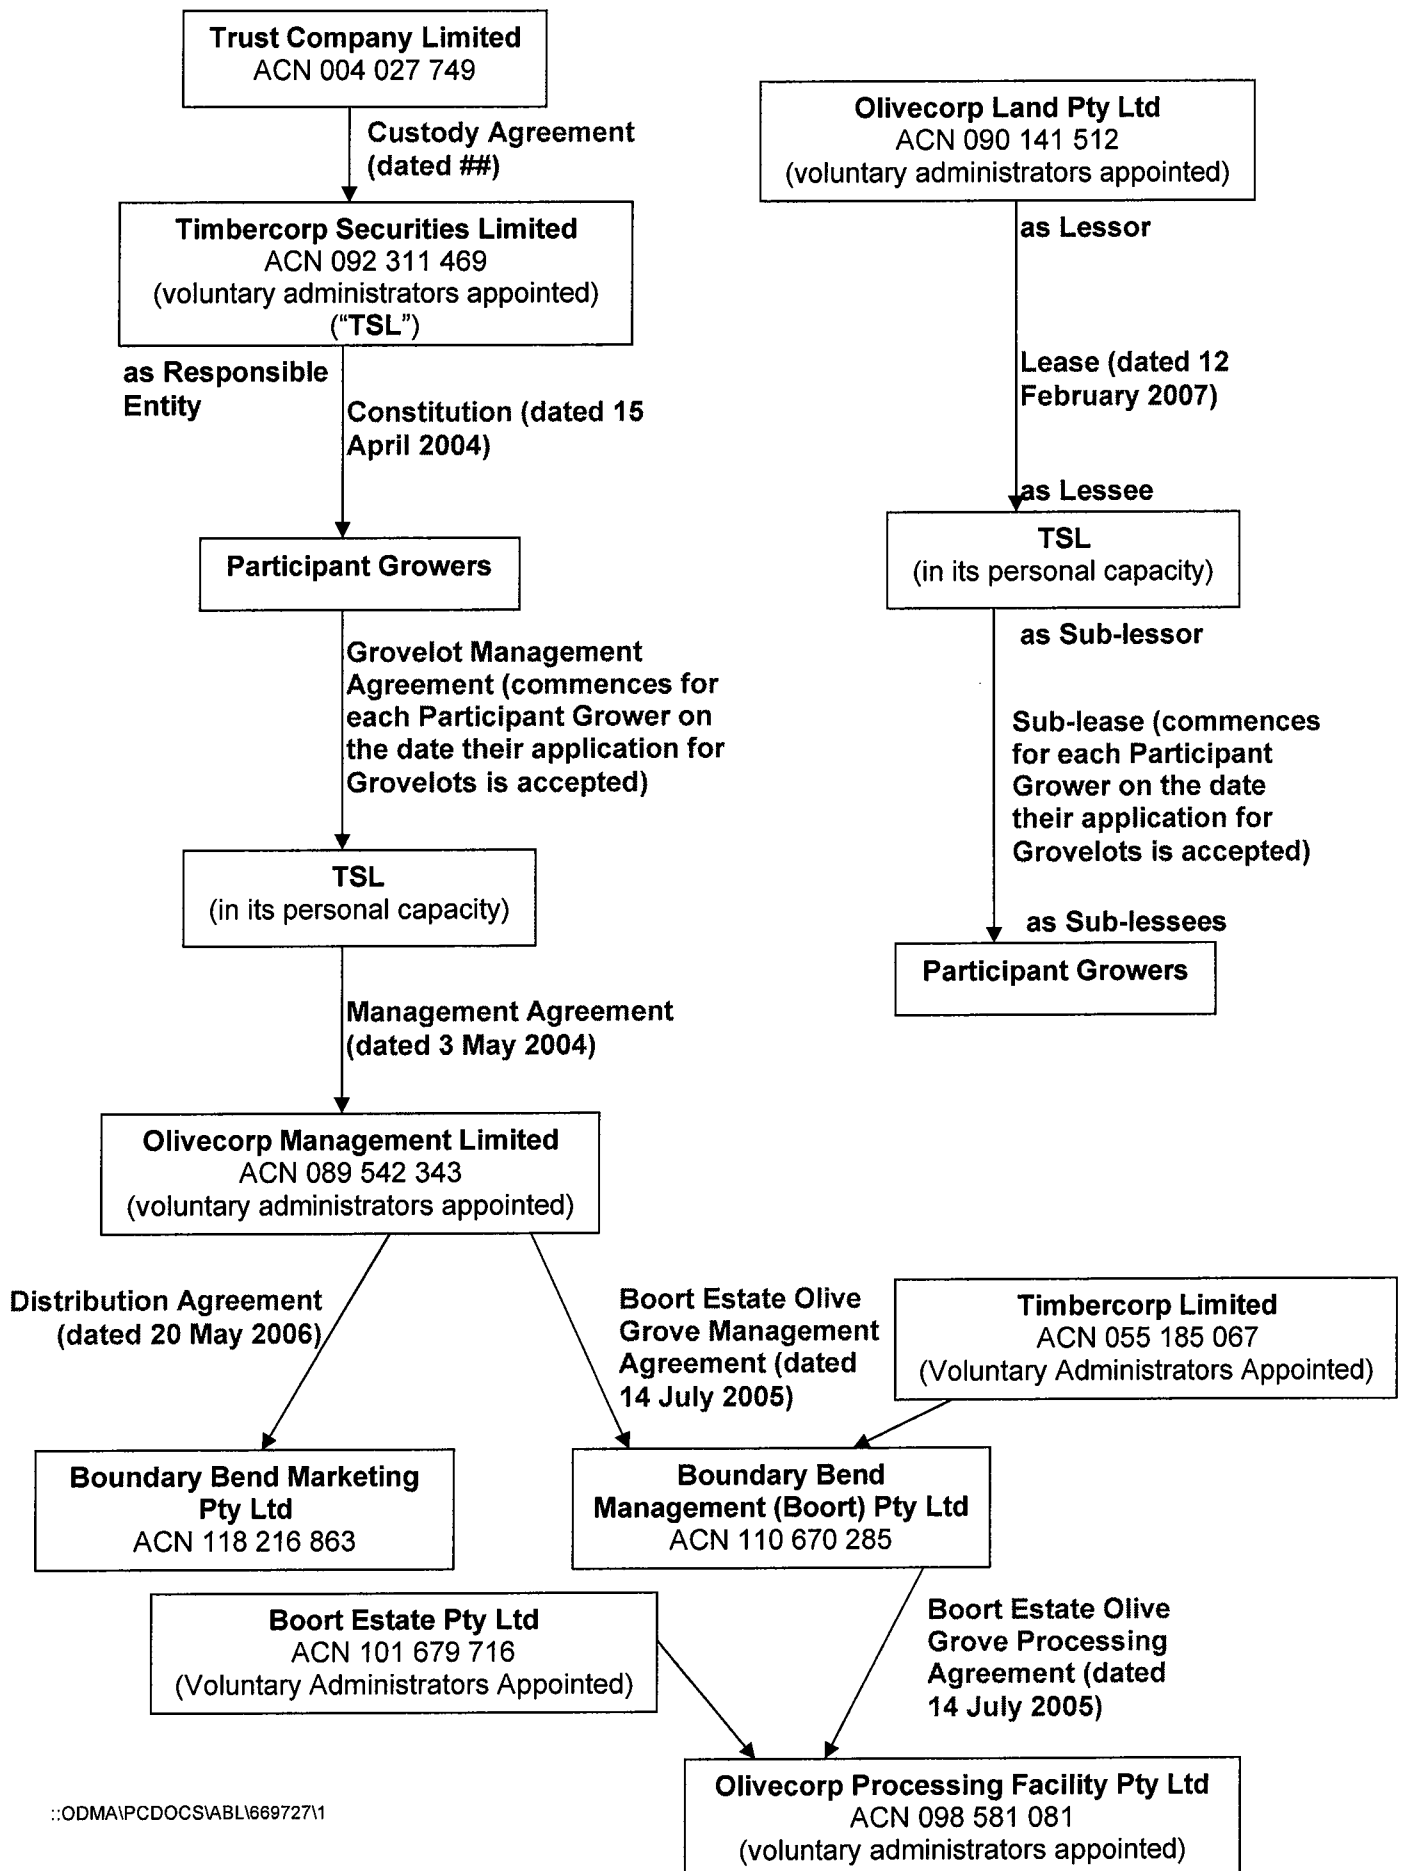 Trust Company Limited
ACN 004 027 749
Custody Agreement
(dated ##)
Timbercorp Securities Limited
ACN 092 311 469
(voluntary administrators appointed)
("TSL")
as Responsible
Entity
Constitution (dated 15
April 2004)
Participant Growers
Grovelot Management
Agreement (commences for
each Participant Grower on
the date their application for
Grovelots is accepted)
TSL
(in its personal capacity)
Management Agreement
(dated 3 May 2004)
Olivecorp Management Limited
ACN 089 542 343
(voluntary administrators appointed)
Olivecorp Land Pty Ltd
ACN 090 141 512
(voluntary administrators appointed)
as Lessor
Lease (dated 12
February 2007)
as Lessee
TSL
(in its personal capacity)
as Sub-lessor
Sub-lease (commences
for each Participant
Grower on the date
their application for
Grovelots is accepted)
as Sub-lessees
Participant Growers
Distribution Agreement
(dated 20 May 2006)
Boort Estate Olive
Grove Management
Agreement (dated
14 July 2005)
Timbercorp Limited
ACN 055 185 067
(Voluntary Administrators Appointed)
Boundary Bend Marketing
Pty Ltd
ACN 118 216 863
Boundary Bend
Management (Boort) Pty Ltd
ACN 110 670 285
Boort Estate Pty Ltd
ACN 101 679 716
(Voluntary Administrators Appointed)
Boort Estate Olive
Grove Processing
Agreement (dated
14 July 2005)
Olivecorp Processing Facility Pty Ltd
ACN 098 581 081
(voluntary administrators appointed)
::ODMA\PCDOCS\ABL\669727\1